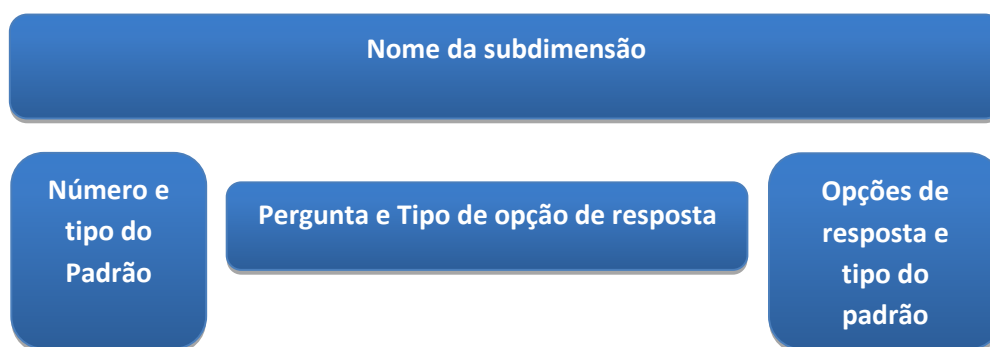 Nome da subdimensão
Número e
tipo do
Padrão
Pergunta e Tipo de opção de resposta
Opções de
resposta e
tipo do
padrão